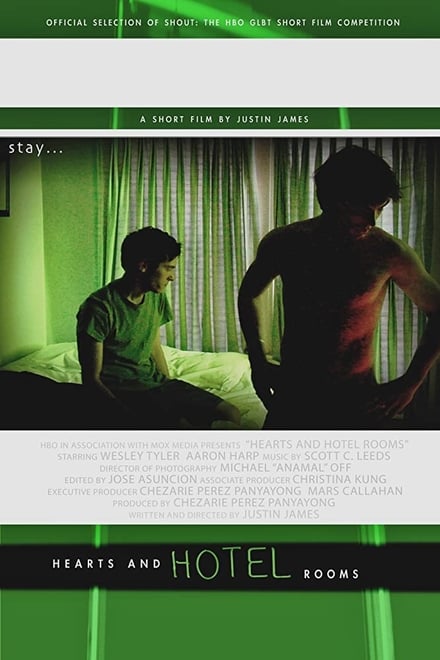 OFFICIAL SELECTION OF SHOUT: THE HBO GLBT SHORT FILM COMPETITION
A SHORT FILM BY JUSTIN JAMES
stay...
HBO IN ASSOCIATION WITH MOX MEDIA PRESENTS "HEARTS AND HOTEL ROOMS"
STARRING WESLEY TYLER AARON HARP MUSIC BY SCOTT C. LEEDS
DIRECTOR OF PHOTOGRAPHY MICHAEL "ANAMAL" OFF
EDITED BY JOSE ASUNCION ASSOCIATE PRODUCER CHRISTINA KUNG
EXECUTIVE PRODUCER CHEZARIE PEREZ PANYAYONG MARS CALLAHAN
PRODUCED BY CHEZARIE PEREZ PANYAYONG
WRITTEN AND DIRECTED BY JUSTIN JAMES
HEARTS AND HOTEL ROOMS